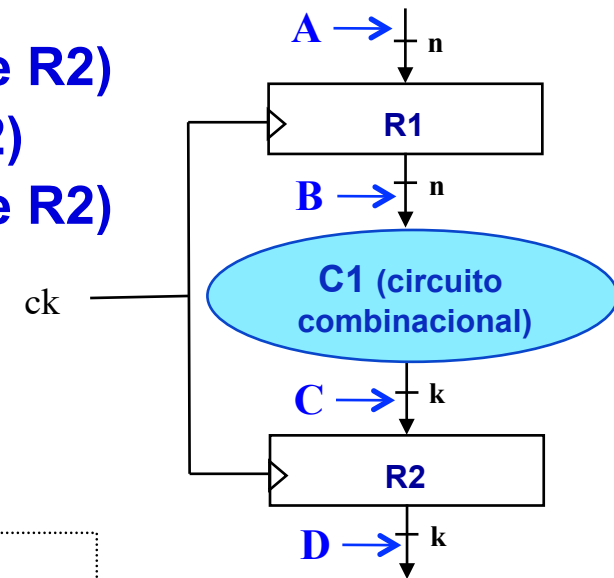 e R2)
2)
e R2)
A
n
R1
B
n
C1 (circuito
combinacional)
ck
C
k
R2
D
k